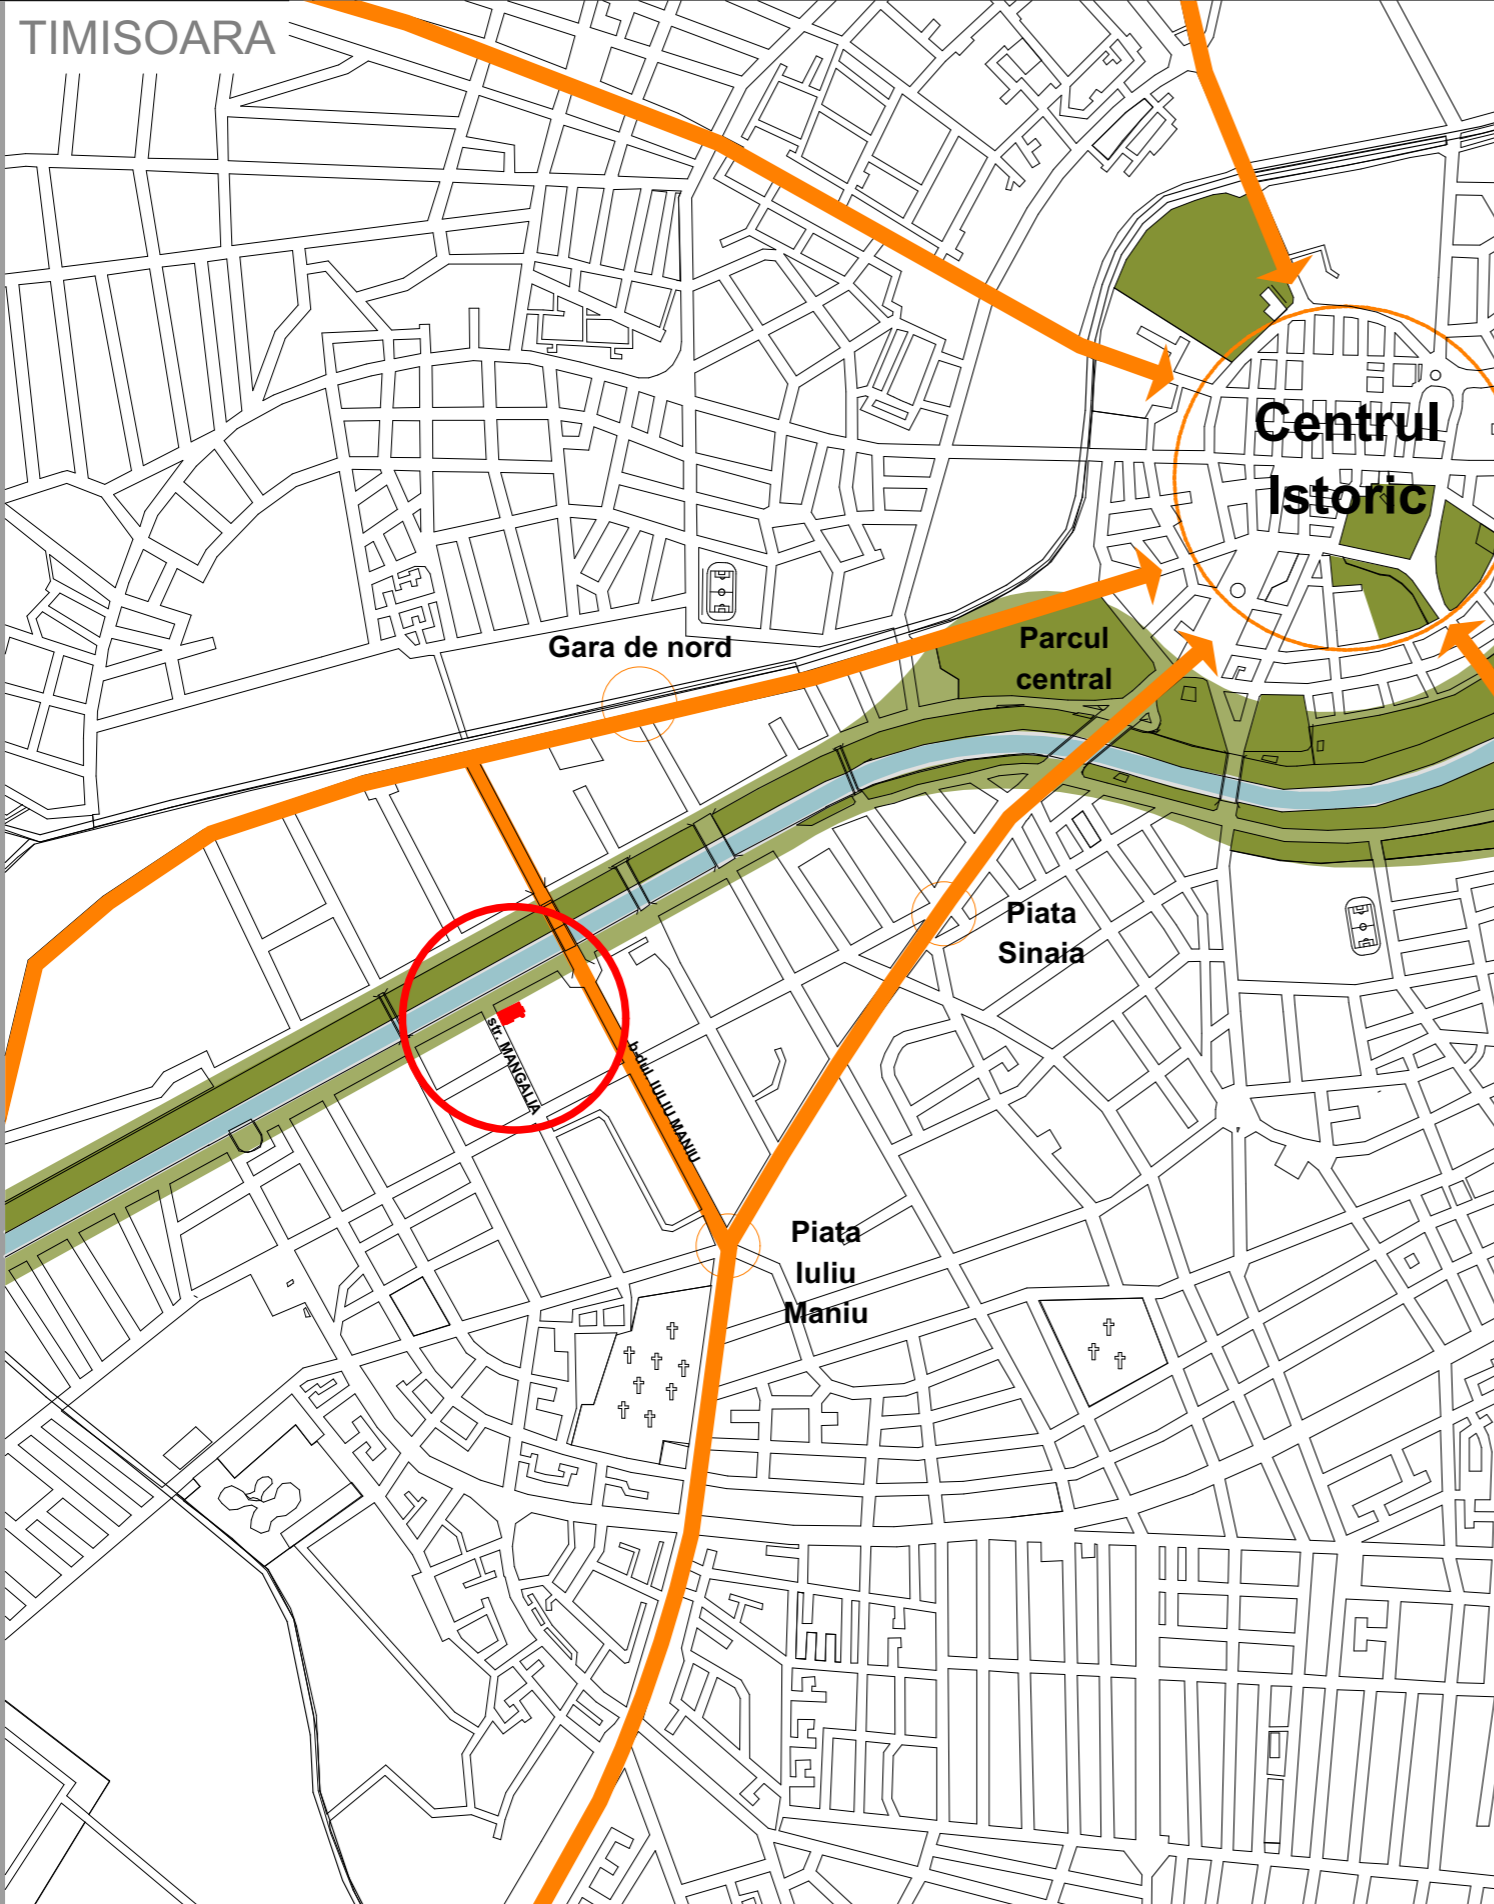 TIMISOARA
Centrul
Istoric
Gara de nord
Parcul
central
Piata
Sinaia
str. MANGALIA
b-dul IULIU MANIU
Piata
Iuliu
Maniu